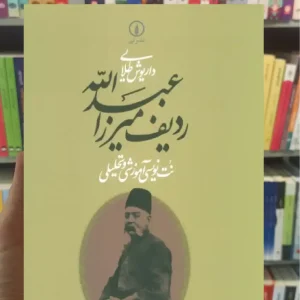 داریوش طلایی
ردیف میرزا عبدالله
نت‌نویسی آموزشی و تحلیلی